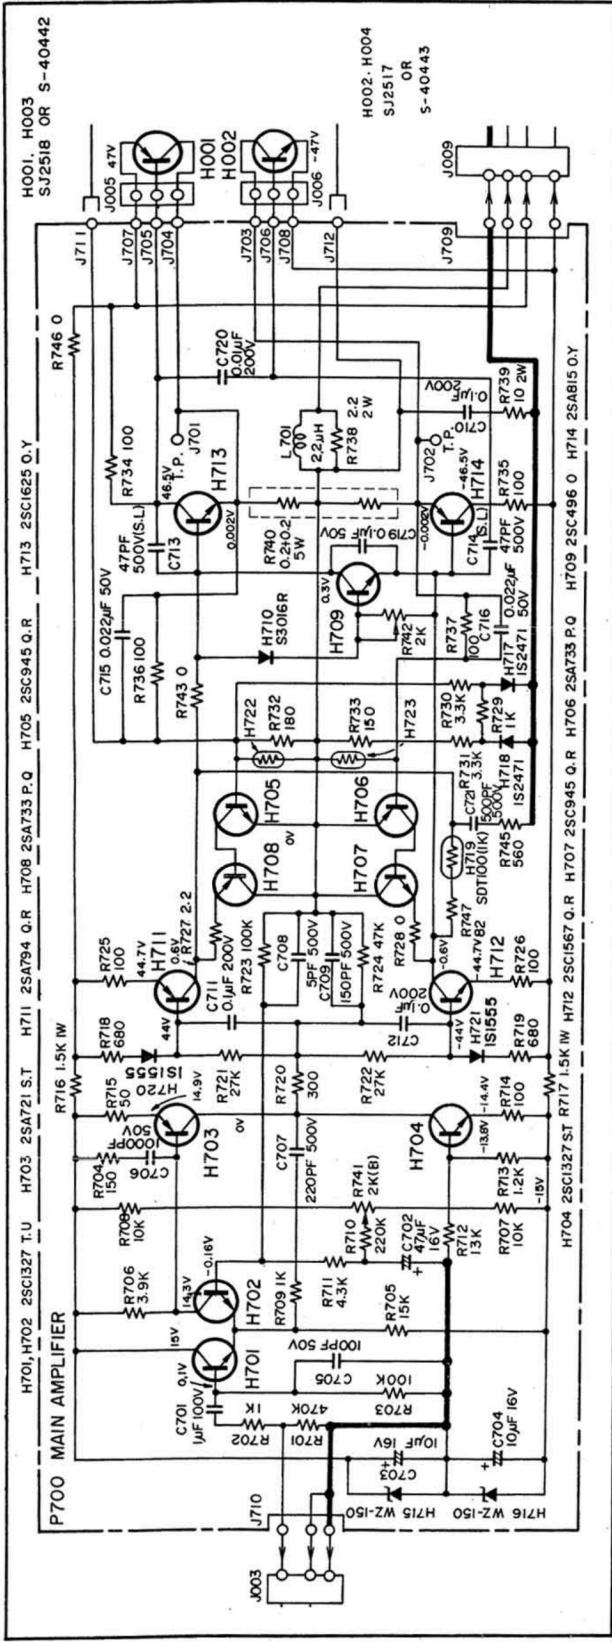 H001. H003
SJ2518 OR S-40442
H002. H004
SJ2517
OR
S-40443
H701, H702 2SC1327 T.U
H703 2SA721 S.T
H711 2SA794 Q.R
H708 2SA733 P.Q
H705 2SC945 Q.R
H713 2SC1625 O.Y
P700 MAIN AMPLIFIER
J711
J707
J705
J704
J005
47V
H001
H002
J703
J706
J708
J712
J006
-47V
J709
J009
R746 0
R734 100
C720
0.01μF
200V
46.5V
T.P.
J701
H713
0.002V
47PF
500V(S.L)
C713
C715 0.022μF 50V
R736 100
R743 0
L701
2.2μH
R738
2.2
2W
R740
0.2+0.2
5W
C719 0.1μF 50V
J702
T.P.
C710
0.1μF
200V
R739
10 2W
-0.002V
-46.5V
H714
C714
(S.L)
47PF
500V
R735
100
H710
S3016R
0.3V
H709
R742
2K
R737
100
C716
0.022μF
50V
H717
IS2471
R729
1K
H718
IS2471
R730
3.3K
R731
3.3K
H722
R732
180
R733
150
H723
H705
0V
H706
H708
H707
C721
500PF
500V
H719
SDT100(1K)
R745
560
R747
82
R725
100
44.7V
H711
0.6V
R727 2.2
C711
0.1μF 200V
R723 100K
C708
5PF 500V
C709
150PF 500V
R724 47K
R728 0
-0.6V
-44.7V
H712
R726
100
C712
0.1μF
200V
44V
-44V
R716 1.5K 1W
R718
680
IS1555
H720
R721
27K
R720
300
R722
27K
H721
IS1555
R719
680
R715
50
14.9V
H703
0V
C706
1000PF
50V
R704
150
C707
220PF 500V
H704
-13.8V
-14.4V
R714
100
R717 1.5K 1W
-15V
R708
10K
R741
2K(B)
R710
220K
C702
47μF
16V
R712
13K
R713
1.2K
R707
10K
R706
3.9K
14.3V
-0.16V
H702
R709 1K
R711
4.3K
R705
15K
15V
H701
0.1V
C701
1μF 100V
C705
100PF 50V
R702
1K
R701
470K
R703
100K
C703
10μF 16V
C704
10μF 16V
H715 WZ-150
H716 WZ-150
J710
J003
H704 2SC1327 S.T
H712 2SC1567 Q.R
H707 2SC945 Q.R
H706 2SA733 P.Q
H709 2SC496 O
H714 2SA815 O.Y